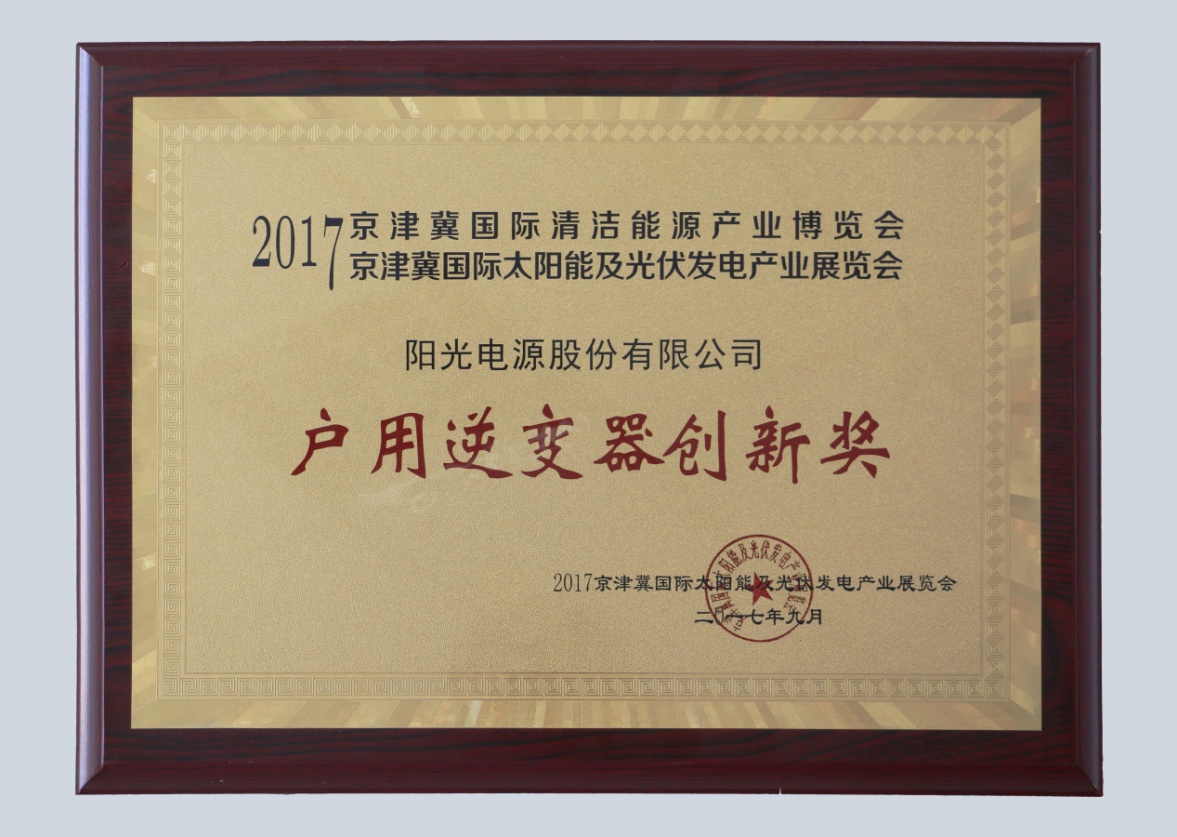 2017京津冀国际清洁能源产业博览会
京津冀国际太阳能及光伏发电产业展览会
阳光电源股份有限公司
户用逆变器创新奖
2017京津冀国际太阳能及光伏发电产业展览会
二〇一七年九月